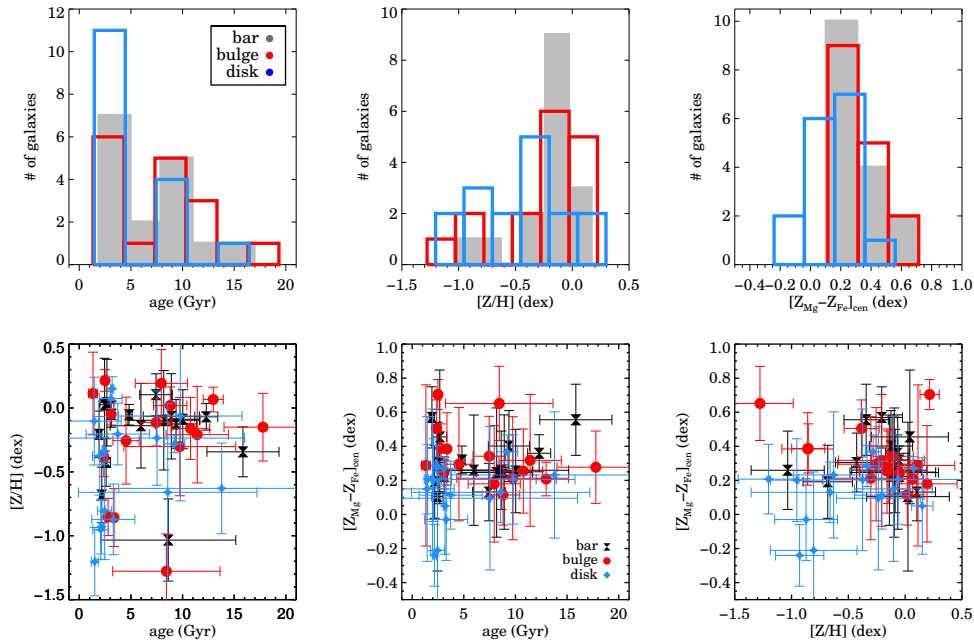 12
10
8
6
4
2
0
# of galaxies
bar
bulge
disk
0 5 10 15 20
age (Gyr)
10
8
6
4
2
0
# of galaxies
−1.5 −1.0 −0.5 0.0 0.5
[Z/H] (dex)
10
8
6
4
2
0
# of galaxies
−0.4 0.0 0.2 0.4 0.6 0.8 1.0
[Z_Mg−Z_Fe]_cen (dex)
0.5
0.0
−0.5
−1.0
−1.5
[Z/H] (dex)
0 5 10 15 20
age (Gyr)
1.0
0.8
0.6
0.4
0.2
0.0
−0.2
−0.4
[Z_Mg−Z_Fe]_cen (dex)
bar
bulge
disk
0 5 10 15 20
age (Gyr)
1.0
0.8
0.6
0.4
0.2
0.0
0.2
0.4
[Z_Mg−Z_Fe]_cen (dex)
−1.5 −1.0 −0.5 0.0 0.5
[Z/H] (dex)